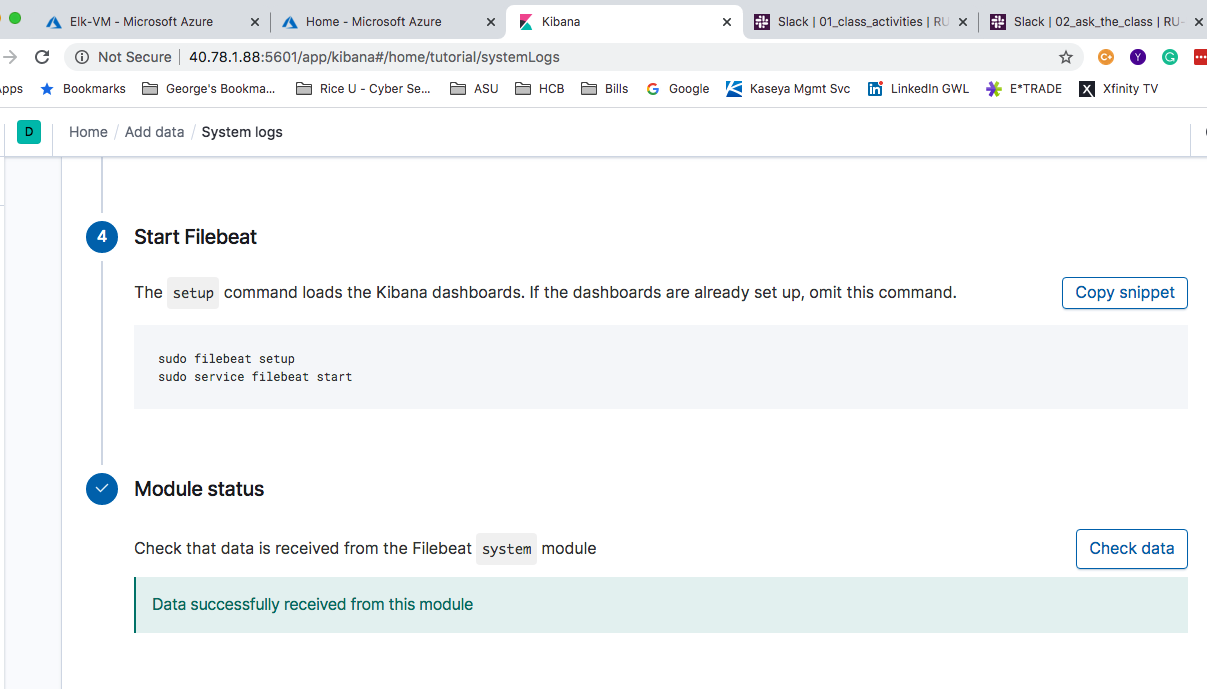 Elk-VM - Microsoft Azure
Home - Microsoft Azure
Kibana
Slack | 01_class_activities | RU
Slack | 02_ask_the_class | RU-
Not Secure | 40.78.1.88:5601/app/kibana#/home/tutorial/systemLogs
C+ Y G
pps Bookmarks George's Bookma... Rice U - Cyber Se... ASU HCB Bills Google Kaseya Mgmt Svc LinkedIn GWL E*TRADE Xfinity TV
D Home / Add data / System logs
4 Start Filebeat
The setup command loads the Kibana dashboards. If the dashboards are already set up, omit this command.
Copy snippet
sudo filebeat setup
sudo service filebeat start
Module status
Check that data is received from the Filebeat system module
Check data
Data successfully received from this module